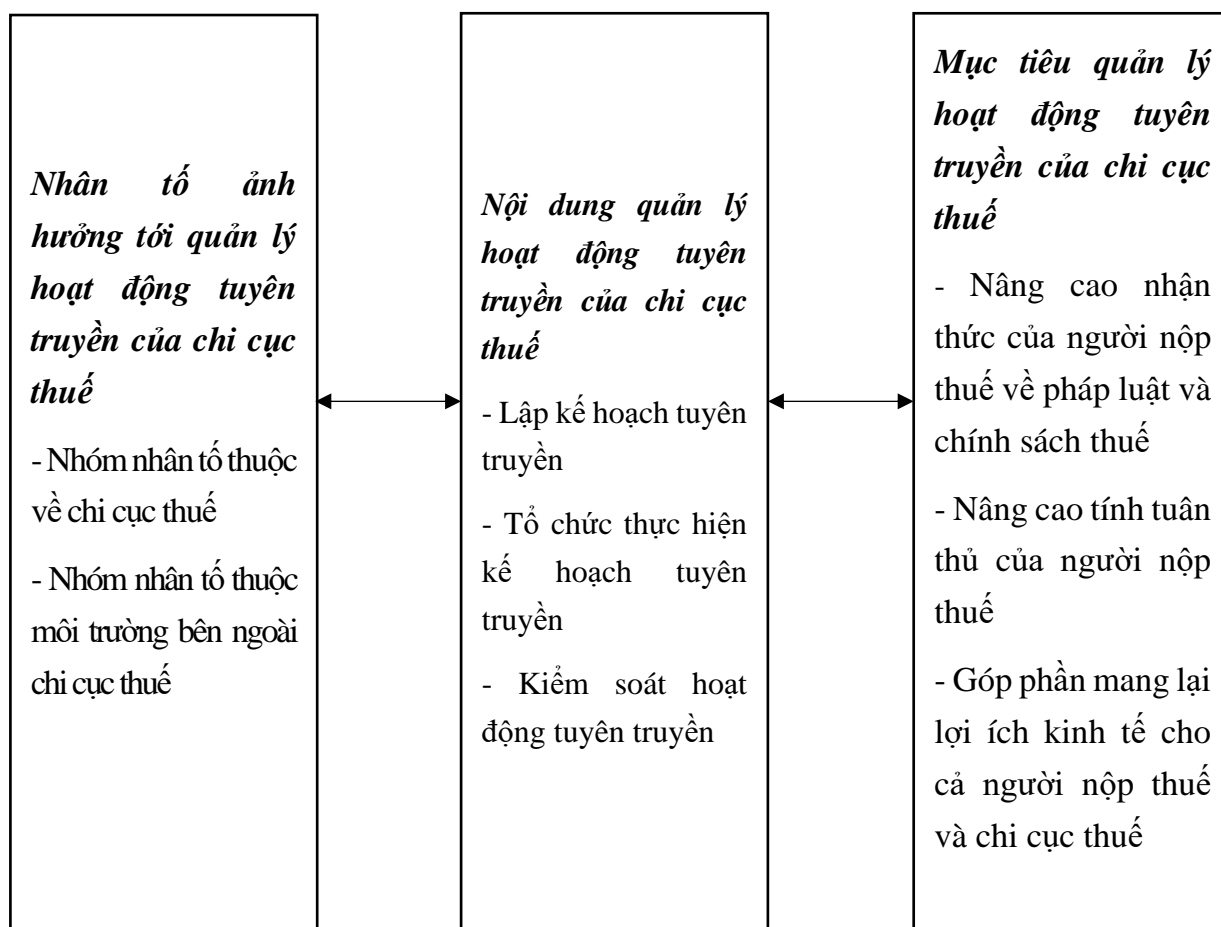 Nhân tố ảnh
hưởng tới quản lý
hoạt động tuyên
truyền của chi cục
thuế
- Nhóm nhân tố thuộc
về chi cục thuế
- Nhóm nhân tố thuộc
môi trường bên ngoài
chi cục thuế
Nội dung quản lý
hoạt động tuyên
truyền của chi cục
thuế
- Lập kế hoạch tuyên
truyền
- Tổ chức thực hiện
kế hoạch tuyên
truyền
- Kiểm soát hoạt
động tuyên truyền
Mục tiêu quản lý
hoạt động tuyên
truyền của chi cục
thuế
- Nâng cao nhận
thức của người nộp
thuế về pháp luật và
chính sách thuế
- Nâng cao tính tuân
thủ của người nộp
thuế
- Góp phần mang lại
lợi ích kinh tế cho
cả người nộp thuế
và chi cục thuế